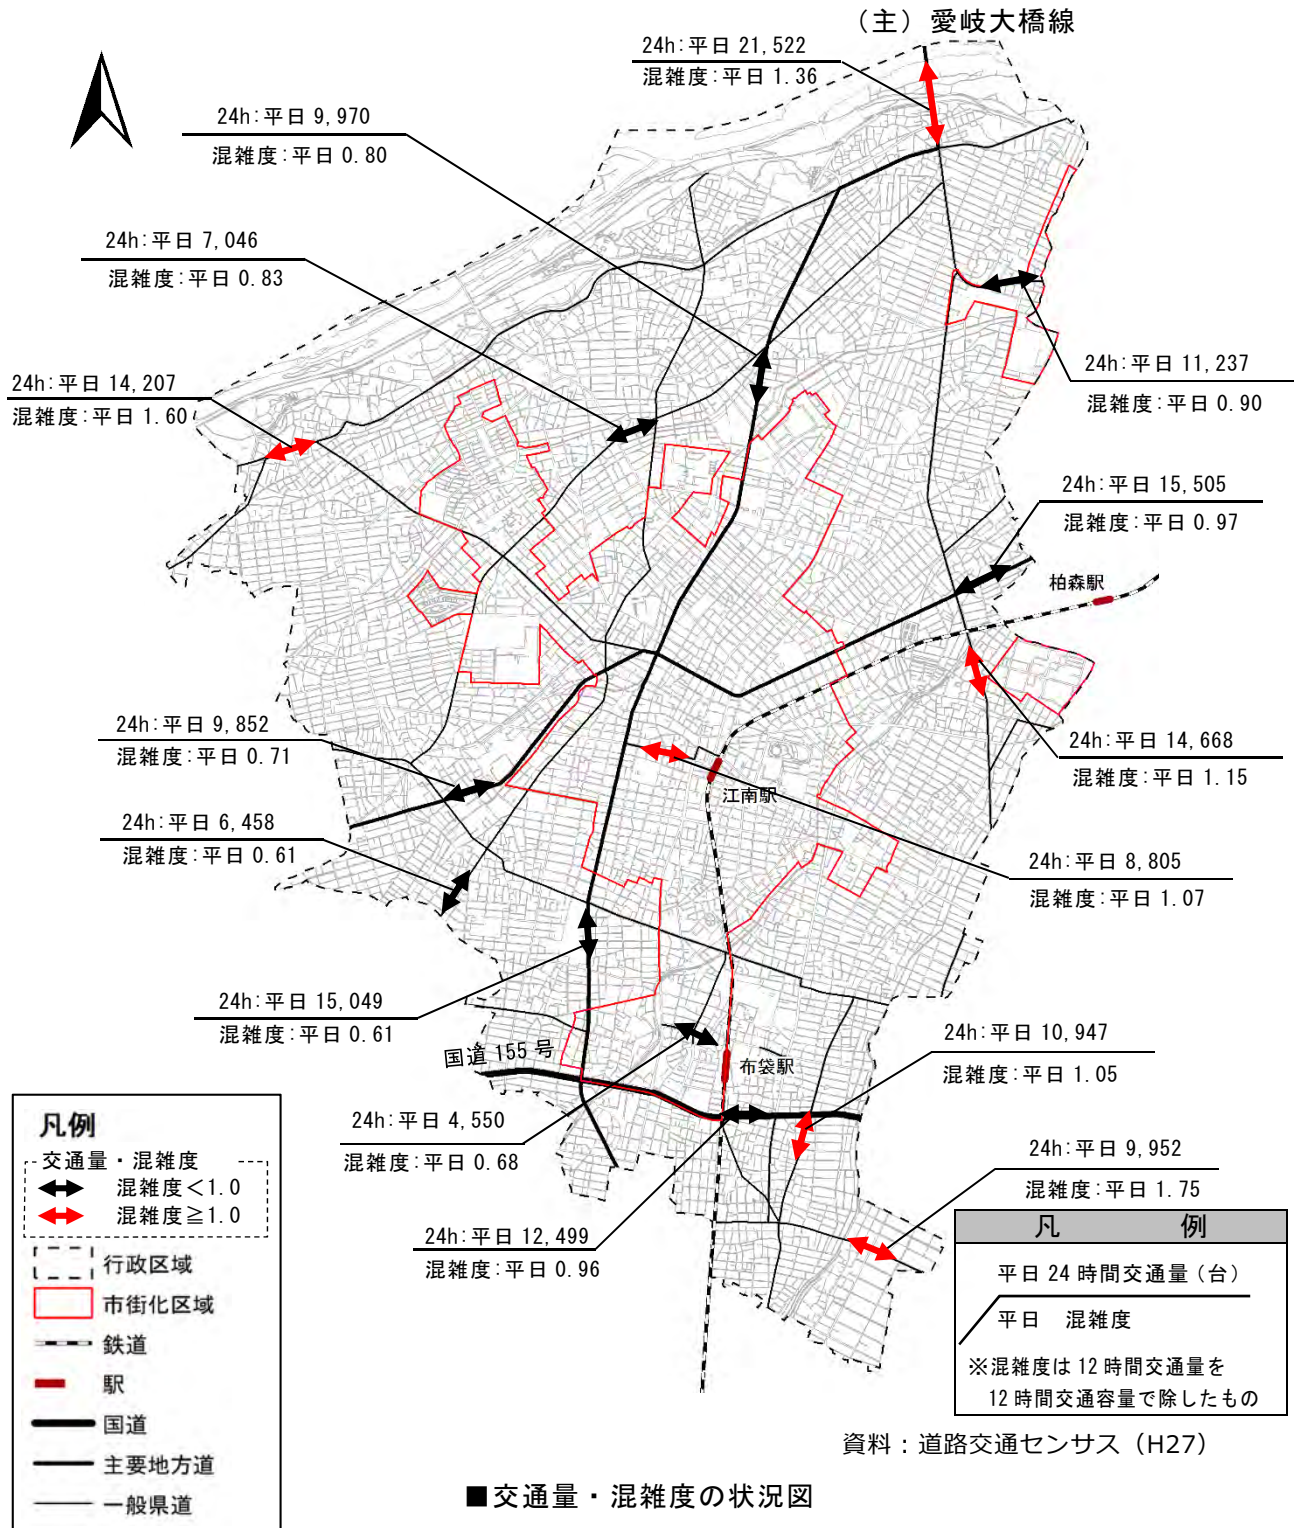 (主)愛岐大橋線
24h:平日 21,522
混雑度:平日 1.36
24h:平日 9,970
混雑度:平日 0.80
24h:平日 7,046
混雑度:平日 0.83
24h:平日 14,207
混雑度:平日 1.60
24h:平日 11,237
混雑度:平日 0.90
24h:平日 15,505
混雑度:平日 0.97
柏森駅
24h:平日 9,852
混雑度:平日 0.71
24h:平日 14,668
混雑度:平日 1.15
江南駅
24h:平日 6,458
混雑度:平日 0.61
24h:平日 8,805
混雑度:平日 1.07
24h:平日 15,049
混雑度:平日 0.61
国道 155 号
布袋駅
24h:平日 10,947
混雑度:平日 1.05
24h:平日 4,550
混雑度:平日 0.68
24h:平日 9,952
混雑度:平日 1.75
24h:平日 12,499
混雑度:平日 0.96
凡例
交通量・混雑度
混雑度<1.0
混雑度≧1.0
行政区域
市街化区域
鉄道
駅
国道
主要地方道
一般県道
凡 例
平日 24 時間交通量(台)
平日 混雑度
※混雑度は 12 時間交通量を
12 時間交通容量で除したもの
資料:道路交通センサス(H27)
■交通量・混雑度の状況図